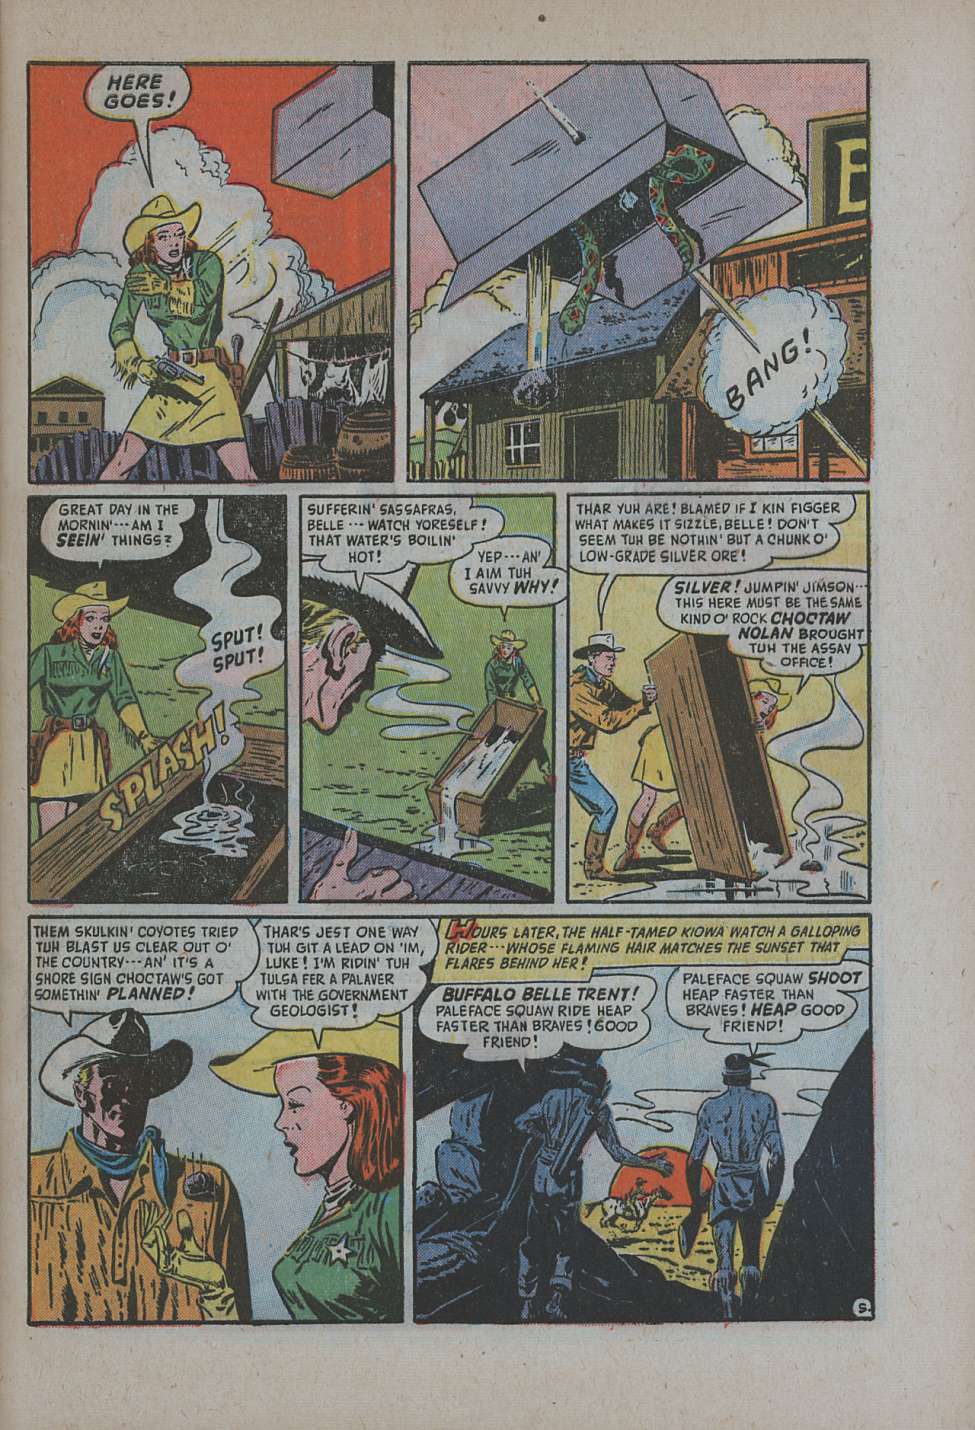 HERE
GOES!
E
BANG!
GREAT DAY IN THE
MORNIN'---AM I
SEEIN' THINGS?
SPUT!
SPUT!
SPLASH!
SUFFERIN' SASSAFRAS,
BELLE---WATCH YORESELF!
THAT WATER'S BOILIN'
HOT!
YEP---AN'
I AIM TUH
SAVVY WHY!
THAR YUH ARE! BLAMED IF I KIN FIGGER
WHAT MAKES IT SIZZLE, BELLE! DON'T
SEEM TUH BE NOTHIN' BUT A CHUNK O'
LOW-GRADE SILVER ORE!
SILVER! JUMPIN' JIMSON---
THIS HERE MUST BE THE SAME
KIND O' ROCK CHOCTAW
NOLAN BROUGHT
TUH THE ASSAY
OFFICE!
THEM SKULKIN' COYOTES TRIED
TUH BLAST US CLEAR OUT O'
THE COUNTRY---AN' IT'S A
SHORE SIGN CHOCTAW'S GOT
SOMETHIN' PLANNED!
THAR'S JEST ONE WAY
TUH GIT A LEAD ON 'IM,
LUKE! I'M RIDIN' TUH
TULSA FER A PALAVER
WITH THE GOVERNMENT
GEOLOGIST!
HOURS LATER, THE HALF-TAMED KIOWA WATCH A GALLOPING
RIDER---WHOSE FLAMING HAIR MATCHES THE SUNSET THAT
FLARES BEHIND HER!
BUFFALO BELLE TRENT!
PALEFACE SQUAW RIDE HEAP
FASTER THAN BRAVES! GOOD
FRIEND!
PALEFACE SQUAW SHOOT
HEAP FASTER THAN
BRAVES! HEAP GOOD
FRIEND!
5.